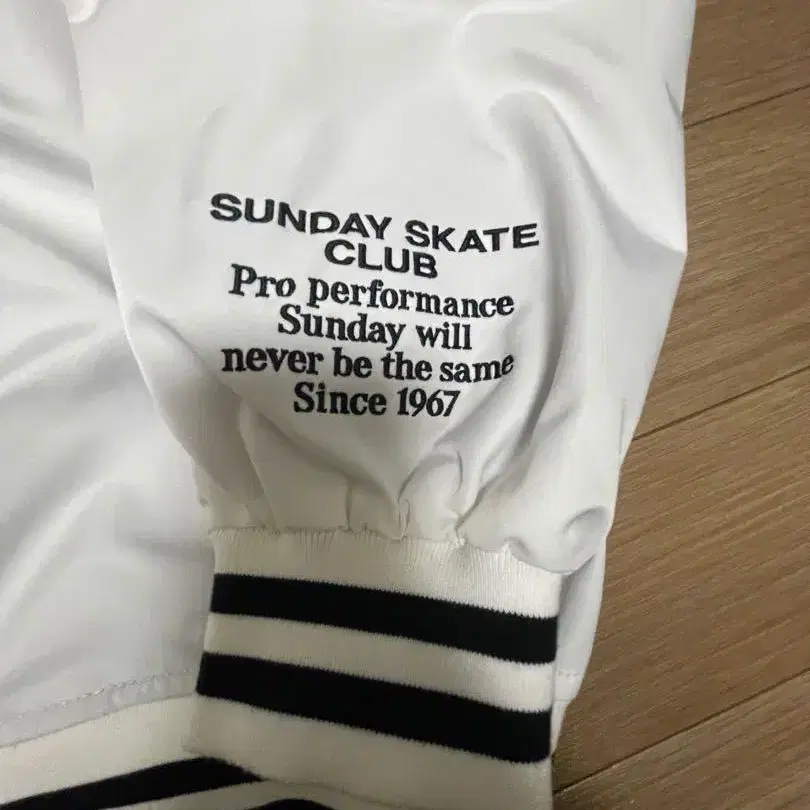 SUNDAY SKATE
CLUB
Pro performance
Sunday will
never be the same
Since 1967